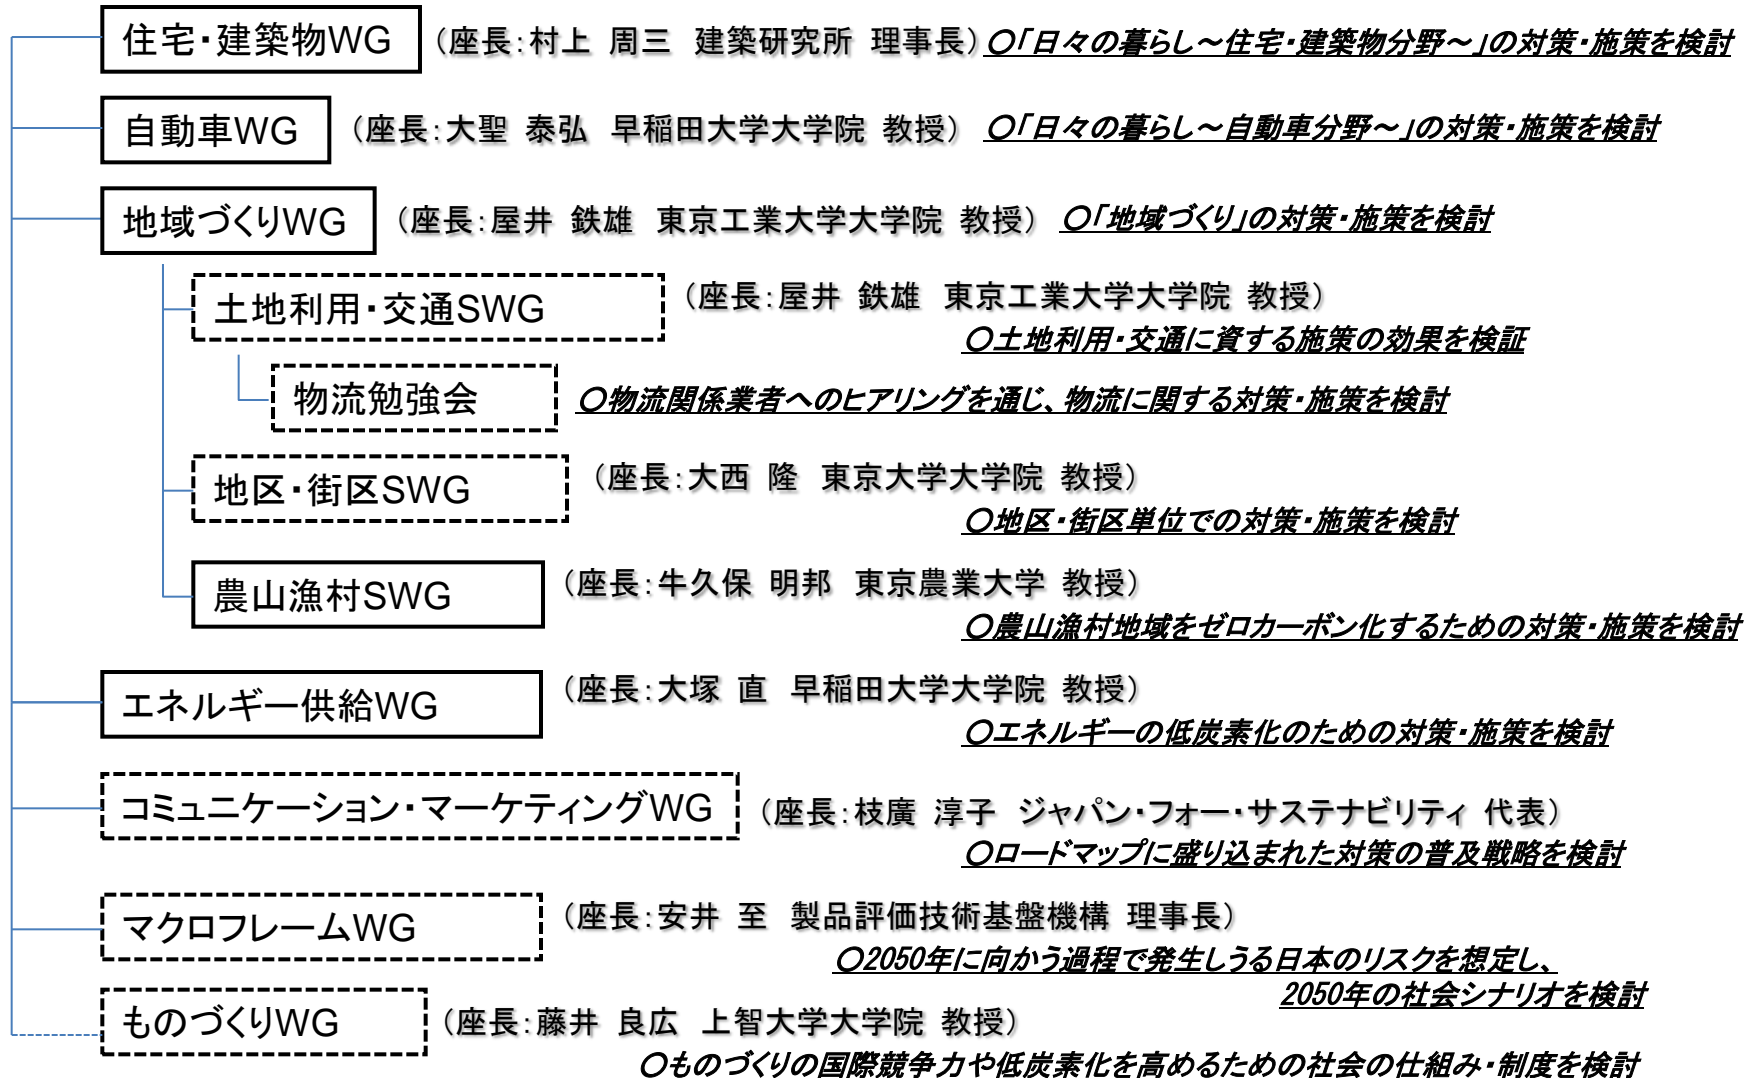 住宅・建築物WG （座長：村上 周三 建築研究所 理事長） ○「日々の暮らし～住宅・建築物分野～」の対策・施策を検討
自動車WG （座長：大聖 泰弘 早稲田大学大学院 教授） ○「日々の暮らし～自動車分野～」の対策・施策を検討
地域づくりWG （座長：屋井 鉄雄 東京工業大学大学院 教授） ○「地域づくり」の対策・施策を検討
土地利用・交通SWG （座長：屋井 鉄雄 東京工業大学大学院 教授）
○土地利用・交通に資する施策の効果を検証
物流勉強会 ○物流関係業者へのヒアリングを通じ、物流に関する対策・施策を検討
地区・街区SWG （座長：大西 隆 東京大学大学院 教授）
○地区・街区単位での対策・施策を検討
農山漁村SWG （座長：牛久保 明邦 東京農業大学 教授）
○農山漁村地域をゼロカーボン化するための対策・施策を検討
エネルギー供給WG （座長：大塚 直 早稲田大学大学院 教授）
○エネルギーの低炭素化のための対策・施策を検討
コミュニケーション・マーケティングWG （座長：枝廣 淳子 ジャパン・フォー・サステナビリティ 代表）
○ロードマップに盛り込まれた対策の普及戦略を検討
マクロフレームWG （座長：安井 至 製品評価技術基盤機構 理事長）
○2050年に向かう過程で発生しうる日本のリスクを想定し、
2050年の社会シナリオを検討
ものづくりWG （座長：藤井 良広 上智大学大学院 教授）
○ものづくりの国際競争力や低炭素化を高めるための社会の仕組み・制度を検討